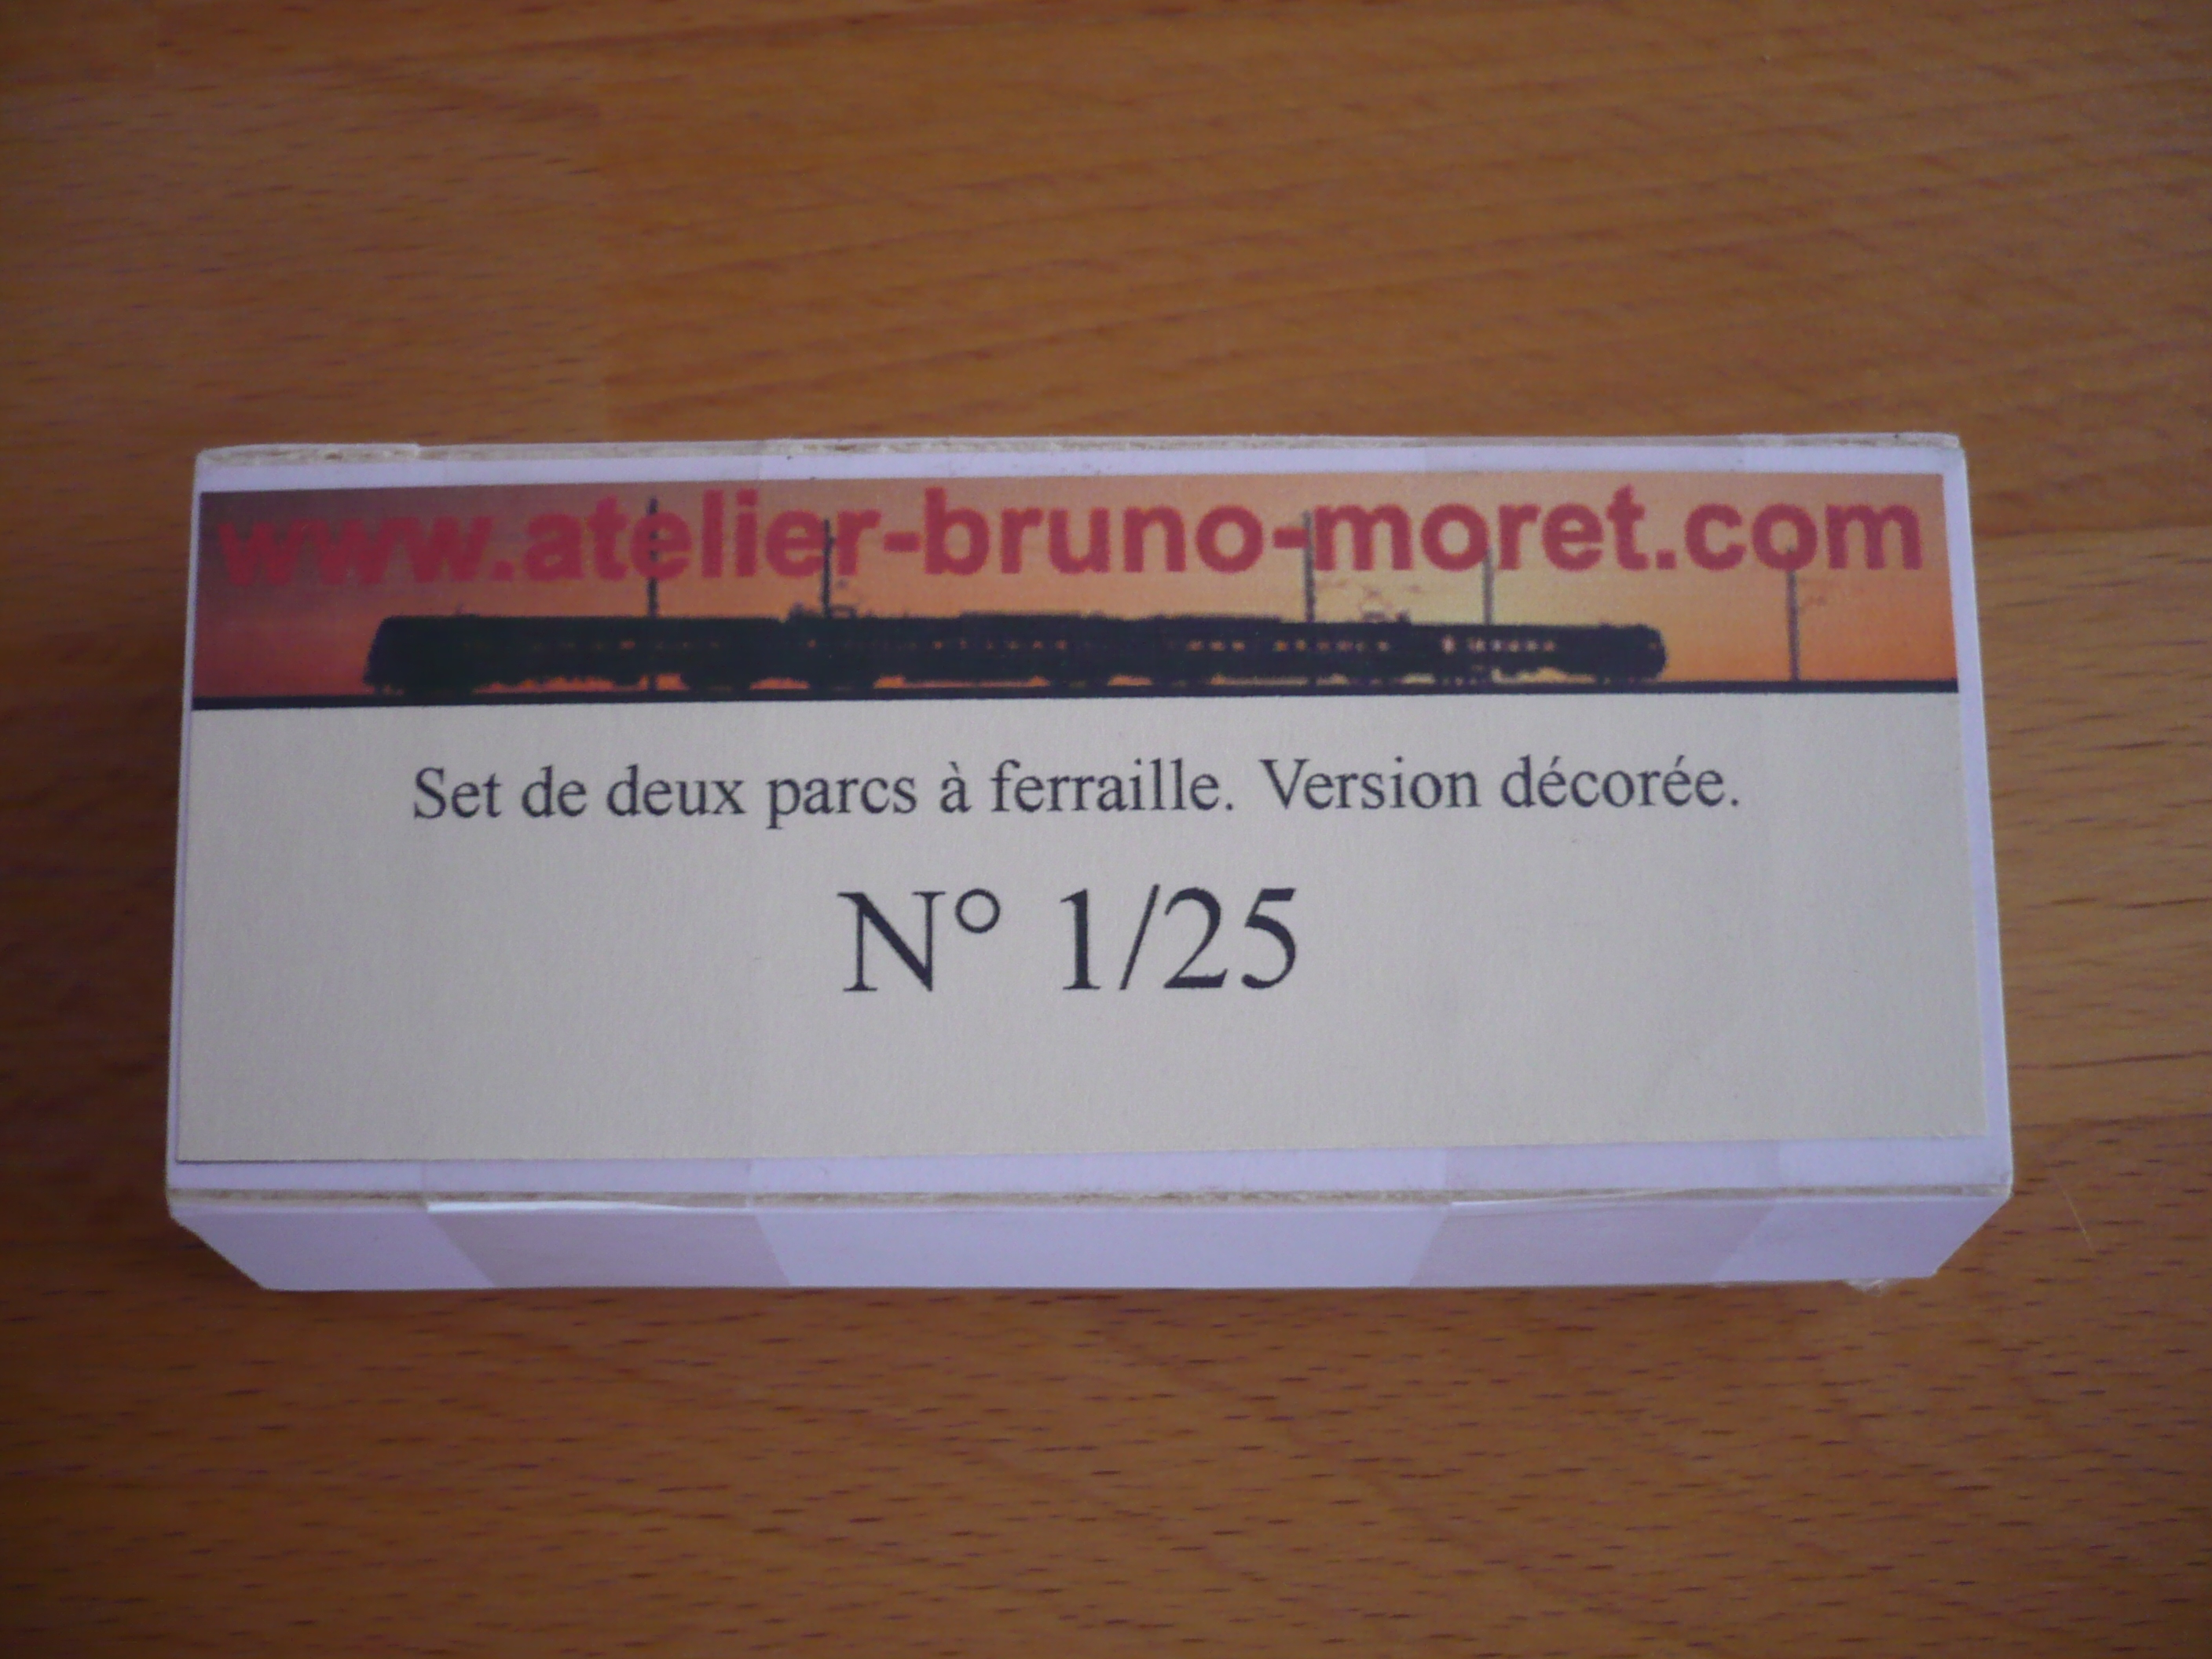 www.atelier-bruno-moret.com
Set de deux parcs à ferraille. Version décorée.
N° 1/25